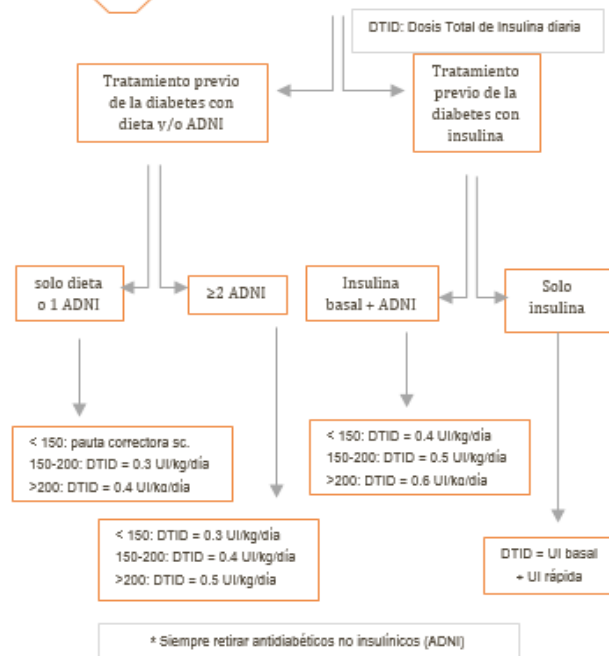 DTID: Dosis Total de Insulina diaria
Tratamiento previo
de la diabetes con
dieta y/o ADNI
Tratamiento
previo de la
diabetes con
insulina
solo dieta
o 1 ADNI
≥2 ADNI
Insulina
basal + ADNI
Solo
insulina
< 150: pauta correctora sc.
150-200: DTID = 0.3 UI/kg/día
>200: DTID = 0.4 UI/kg/día
< 150: DTID = 0.4 UI/kg/día
150-200: DTID = 0.5 UI/kg/día
>200: DTID = 0.6 UI/kg/día
< 150: DTID = 0.3 UI/kg/día
150-200: DTID = 0.4 UI/kg/día
>200: DTID = 0.5 UI/kg/día
DTID = UI basal
+ UI rápida
* Siempre retirar antidiabéticos no insulínicos (ADNI)